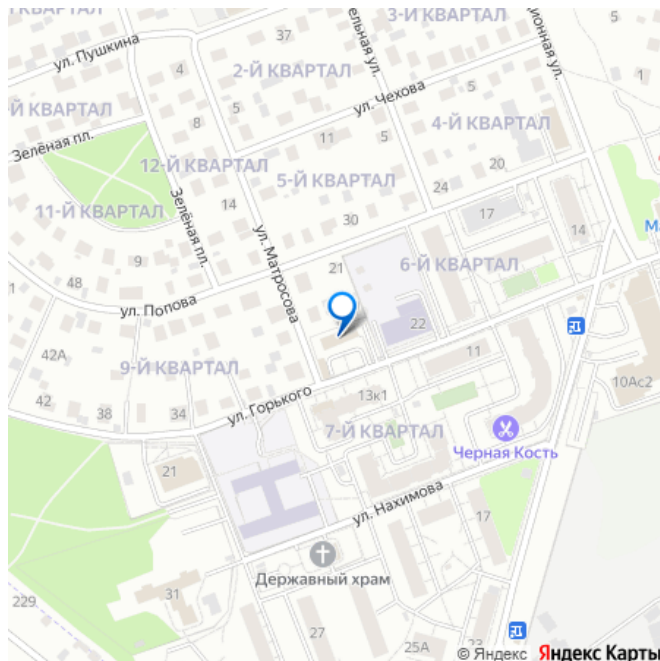 3-Й КВАРТАЛ
5
37
ул. Пушкина
2-Й КВАРТАЛ
4
1
5
5
ул. Чехова
Й КВАРТАЛ
8
11
4-Й КВАРТАЛ
Зелёная пл.
12-Й КВАРТАЛ
20
5-Й КВАРТАЛ
24
14
11-Й КВАРТАЛ
Зелёная пл.
30
17
14
ул. Матросова
21
9
6-Й КВАРТАЛ
48
ул. Попова
22
42А
11
9-Й КВАРТАЛ
10Ас2
13к1
42
38
34
ул. Горького
7-Й КВАРТАЛ
Черная Кость
21
ул. Нахимова
17
Державный храм
31
229
27
25А
23
© Яндекс
Яндекс Карты